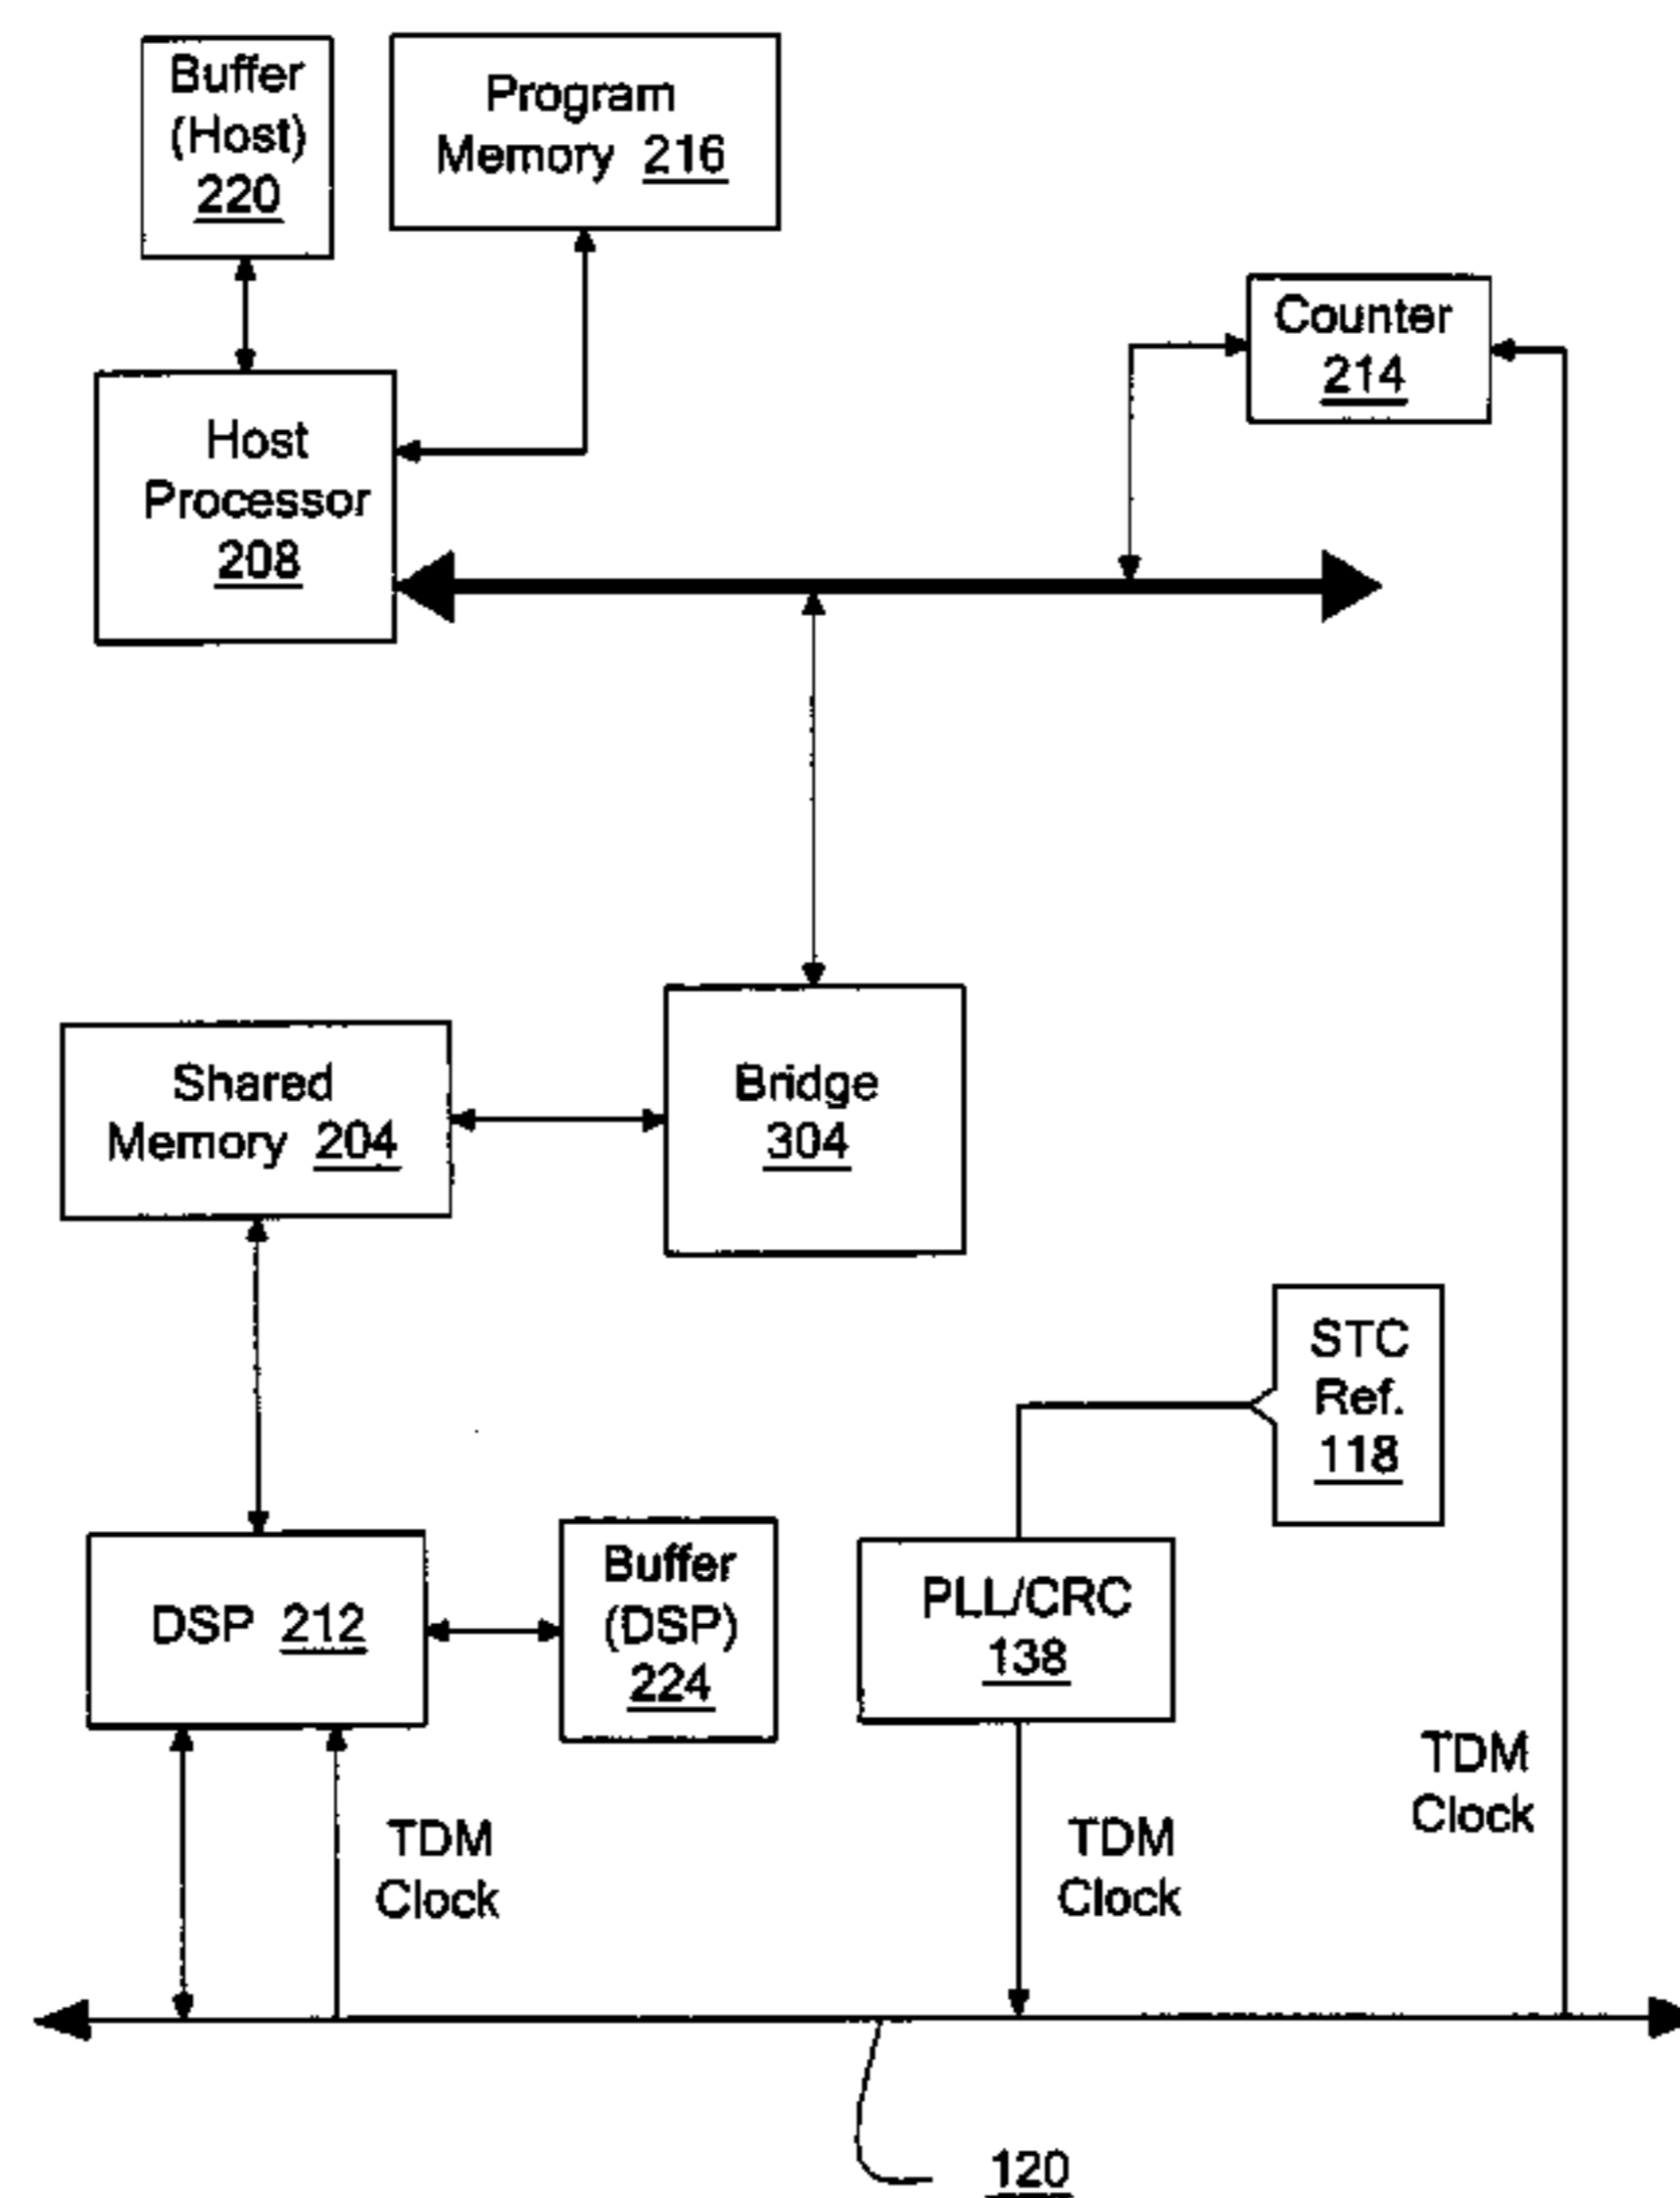 Buffer
(Host)
220
Program
Memory 216
Counter
214
Host
Processor
208
Shared
Memory 204
Bridge
304
STC
Ref.
118
DSP 212
Buffer
(DSP)
224
PLL/CRC
138
TDM
Clock
TDM
Clock
TDM
Clock
120